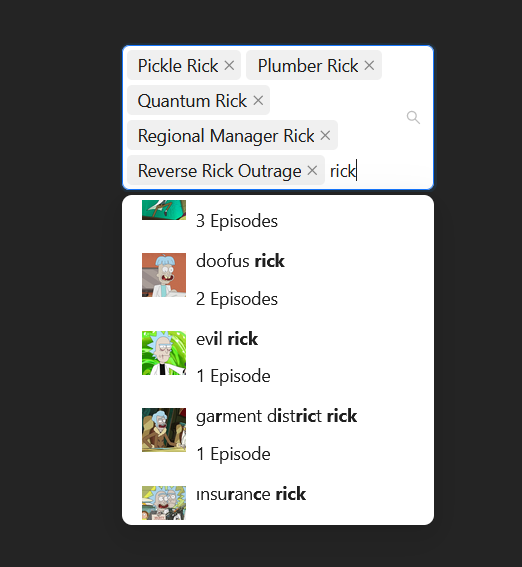 Pickle Rick × Plumber Rick ×
Quantum Rick ×
Regional Manager Rick ×
Reverse Rick Outrage × rick
3 Episodes
doofus rick
2 Episodes
evil rick
1 Episode
garment district rick
1 Episode
ınsurance rick